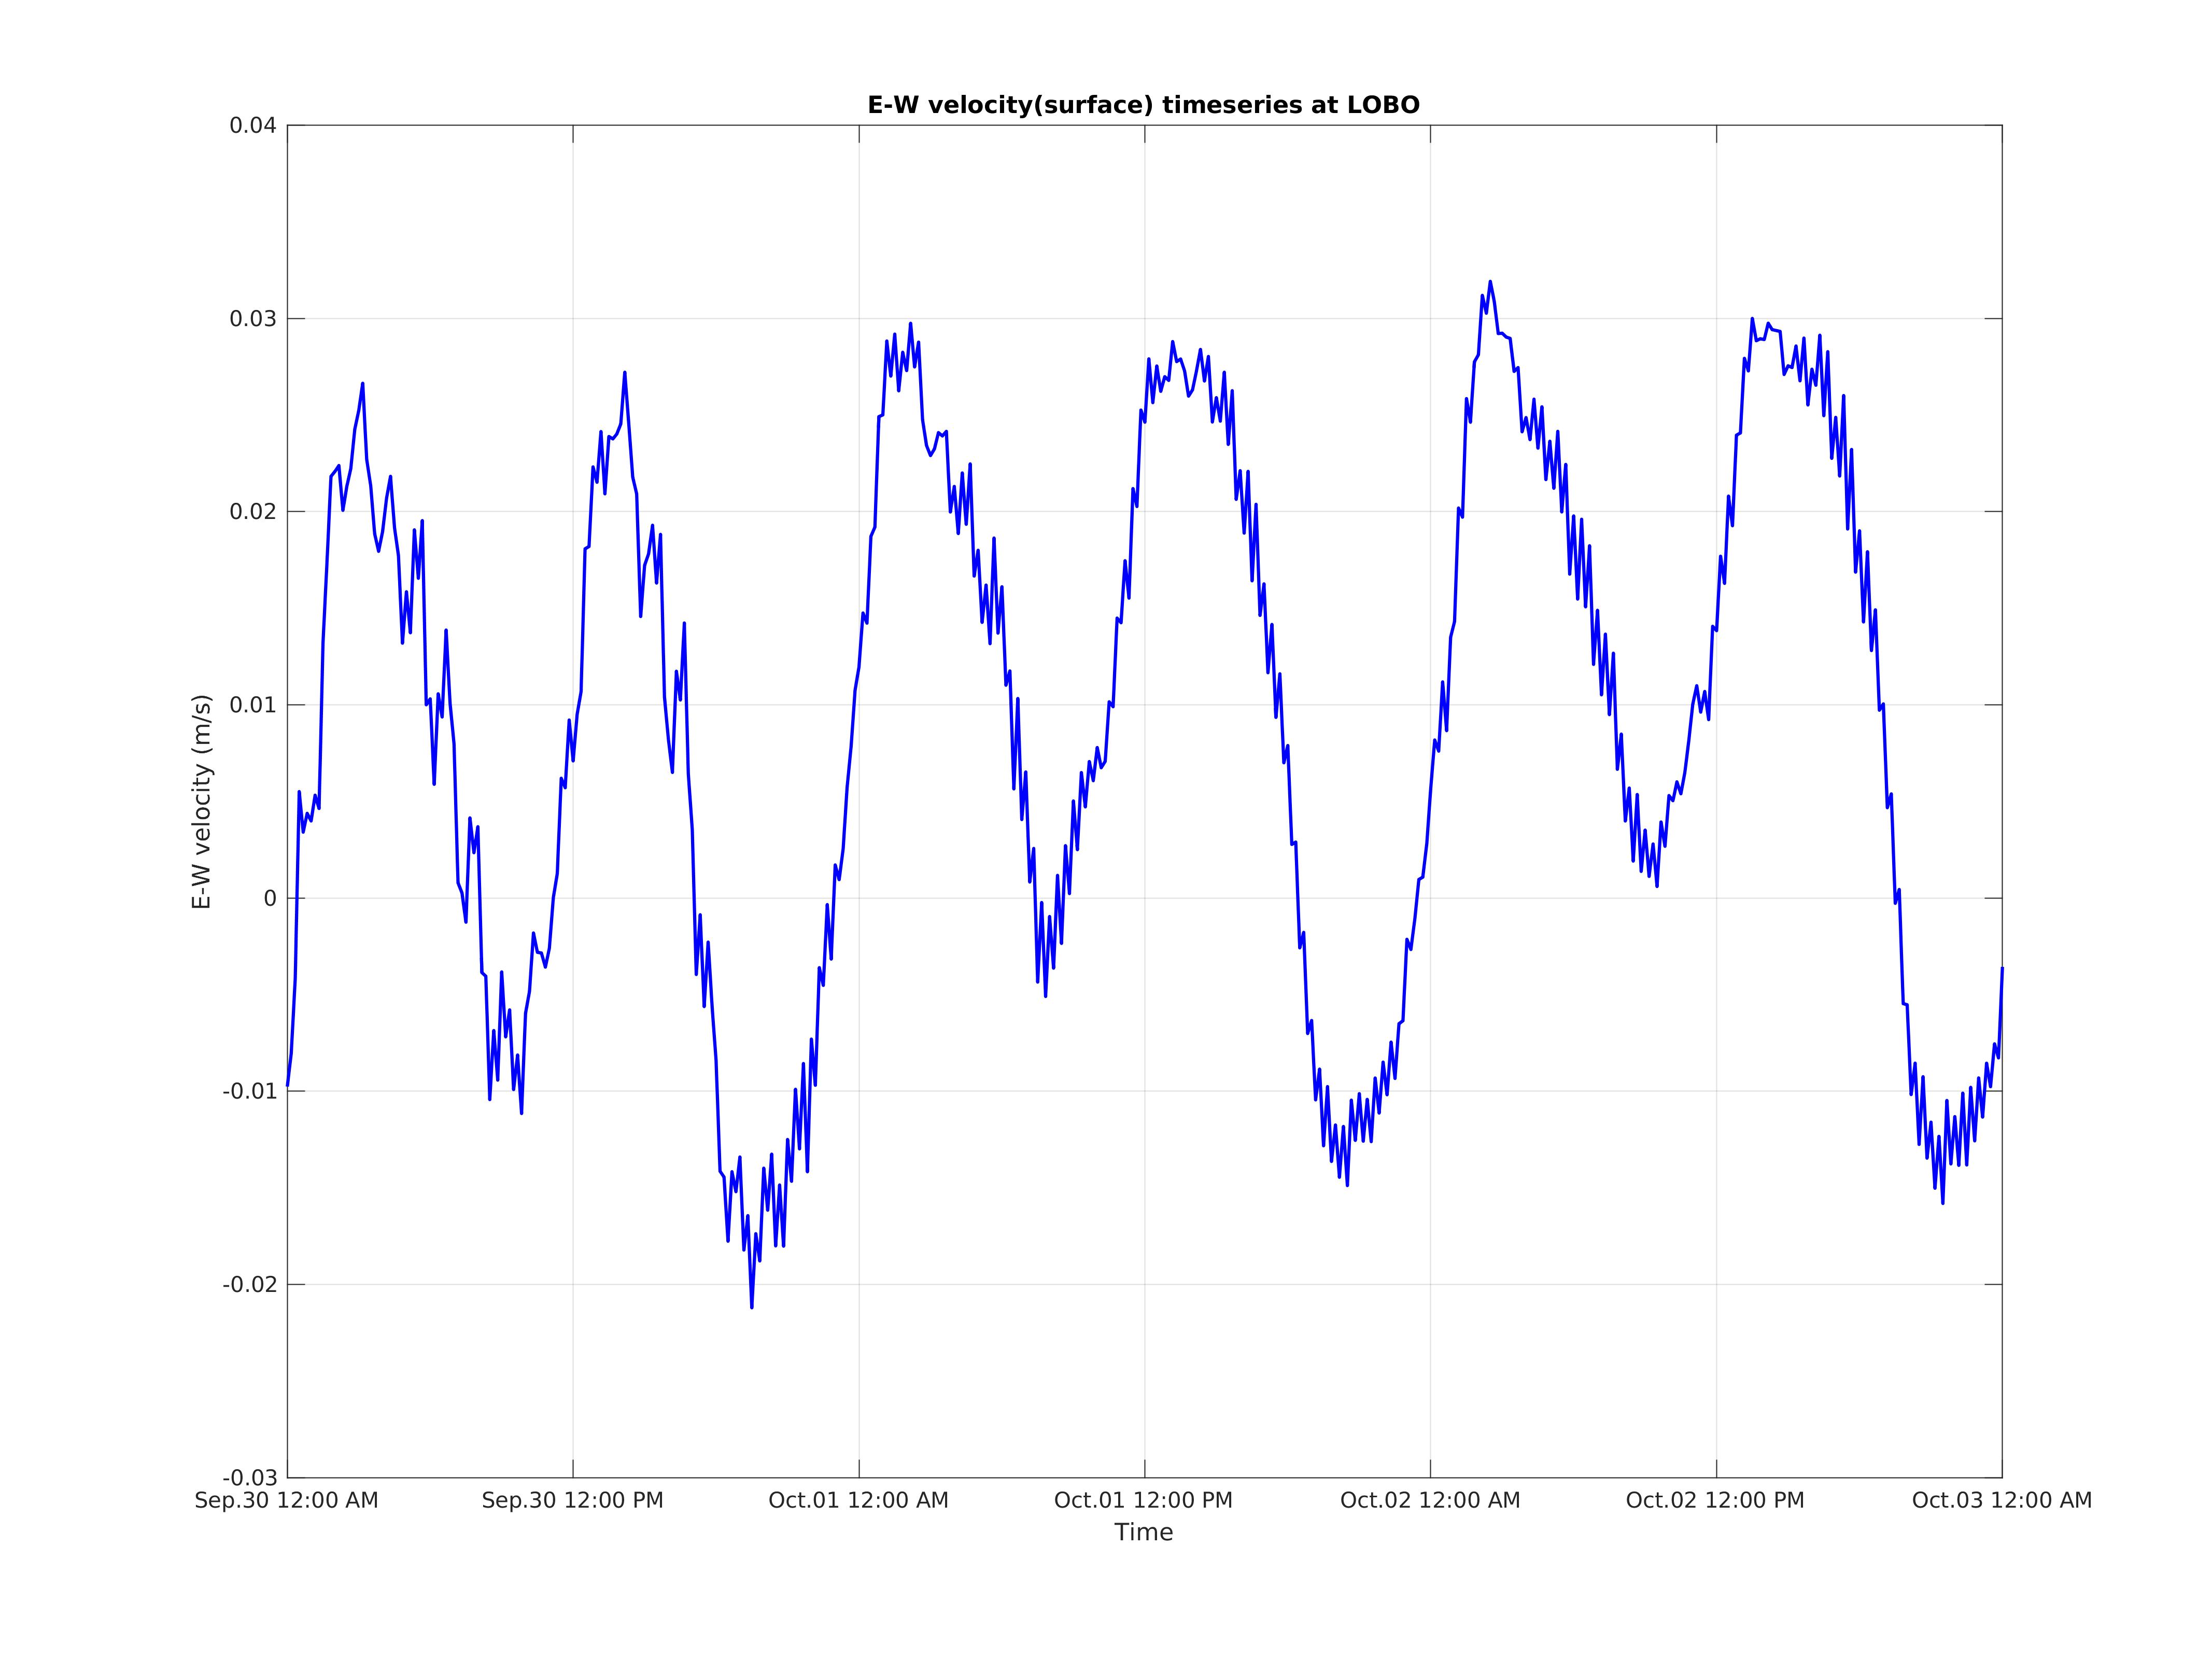 E-W velocity(surface) timeseries at LOBO
E-W velocity (m/s)
0.04
0.03
0.02
0.01
0
-0.01
-0.02
-0.03
Sep.30 12:00 AM Sep.30 12:00 PM Oct.01 12:00 AM Oct.01 12:00 PM Oct.02 12:00 AM Oct.02 12:00 PM Oct.03 12:00 AM
Time